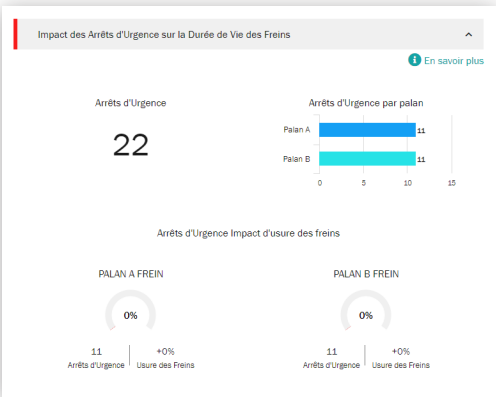 Impact des Arrêts d'Urgence sur la Durée de Vie des Freins
En savoir plus
Arrêts d'Urgence
22
Arrêts d'Urgence par palan
Palan A 11
Palan B 11
0 5 10 15
Arrêts d'Urgence Impact d'usure des freins
PALAN A FREIN
0%
11 +0%
Arrêts d'Urgence Usure des Freins
PALAN B FREIN
0%
11 +0%
Arrêts d'Urgence Usure des Freins